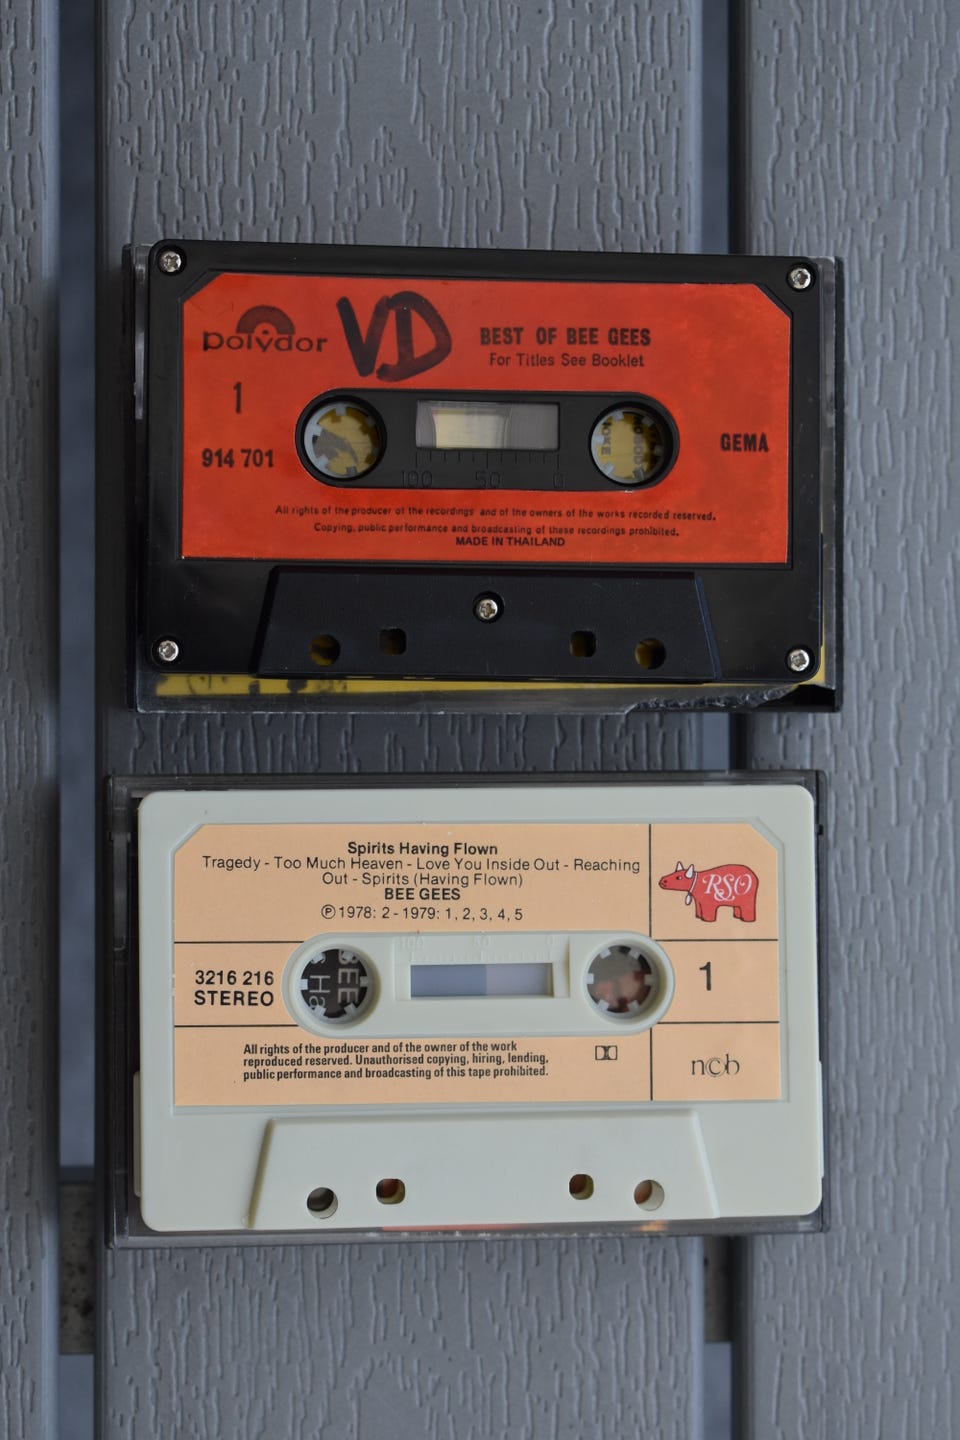 polydor
VD
BEST OF BEE GEES
For Titles See Booklet
1
914 701
GEMA
100 50 0
All rights of the producer of the recordings and of the owners of the works recorded reserved.
Copying, public performance and broadcasting of these recordings prohibited.
MADE IN THAILAND
Spirits Having Flown
Tragedy - Too Much Heaven - Love You Inside Out - Reaching
Out - Spirits (Having Flown)
BEE GEES
Ⓟ 1978: 2 - 1979: 1, 2, 3, 4, 5
RSO
100 50 0
3216 216
STEREO
BEE
s Ha
1
All rights of the producer and of the owner of the work
reproduced reserved. Unauthorised copying, hiring, lending,
public performance and broadcasting of this tape prohibited.
n©b